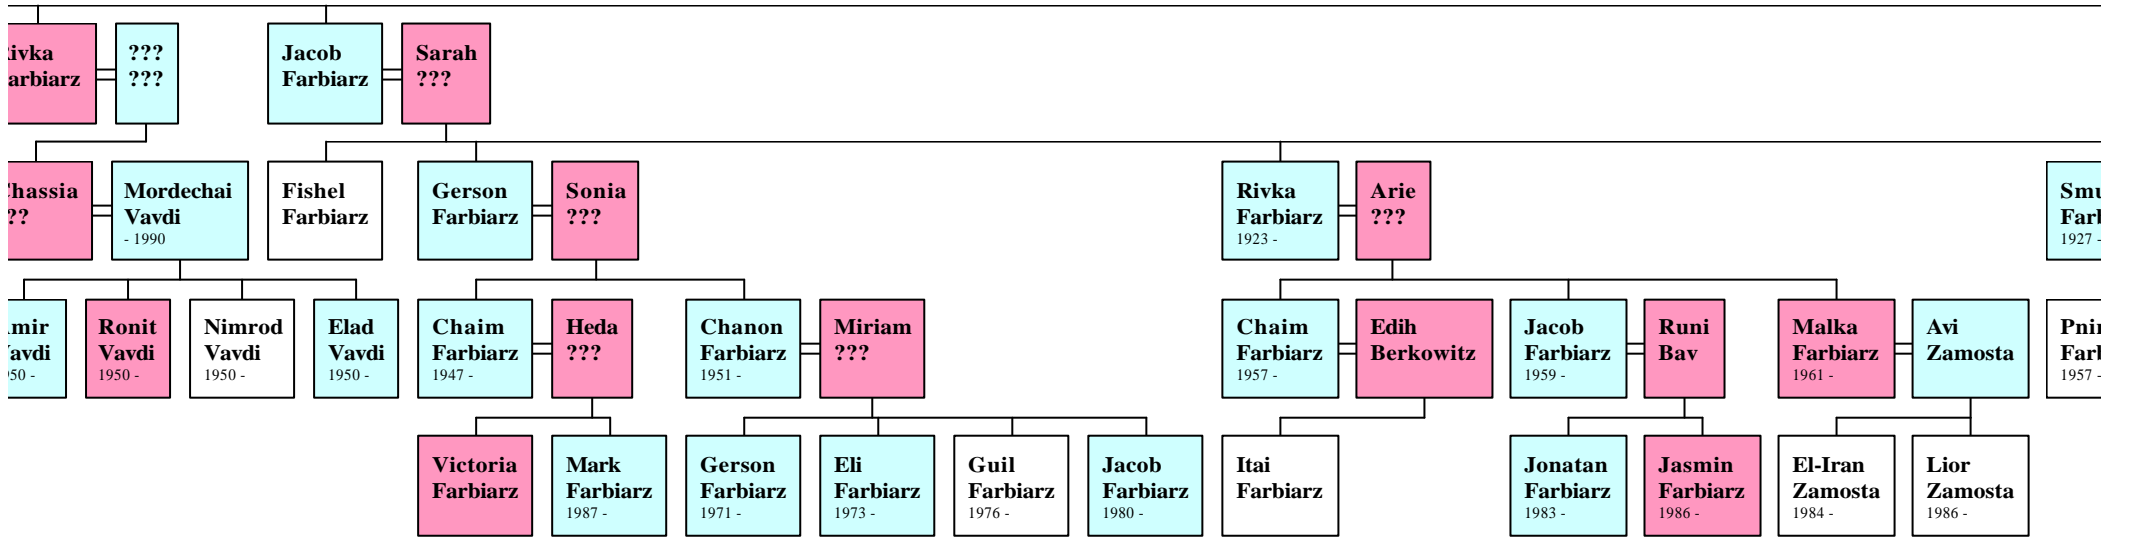 ???
???
Jacob
Farbiarz
Sarah
???
Mordechai
Vavdi
- 1990
Fishel
Farbiarz
Gerson
Farbiarz
Sonia
???
Rivka
Farbiarz
1923 -
Arie
???
1927 -
Ronit
Vavdi
1950 -
Nimrod
Vavdi
1950 -
Elad
Vavdi
1950 -
Chaim
Farbiarz
1947 -
Heda
???
Chanon
Farbiarz
1951 -
Miriam
???
Chaim
Farbiarz
1957 -
Edih
Berkowitz
Jacob
Farbiarz
1959 -
Runi
Bav
Malka
Farbiarz
1961 -
Avi
Zamosta
1957 -
Victoria
Farbiarz
Mark
Farbiarz
1987 -
Gerson
Farbiarz
1971 -
Eli
Farbiarz
1973 -
Guil
Farbiarz
1976 -
Jacob
Farbiarz
1980 -
Itai
Farbiarz
Jonatan
Farbiarz
1983 -
Jasmin
Farbiarz
1986 -
El-Iran
Zamosta
1984 -
Lior
Zamosta
1986 -